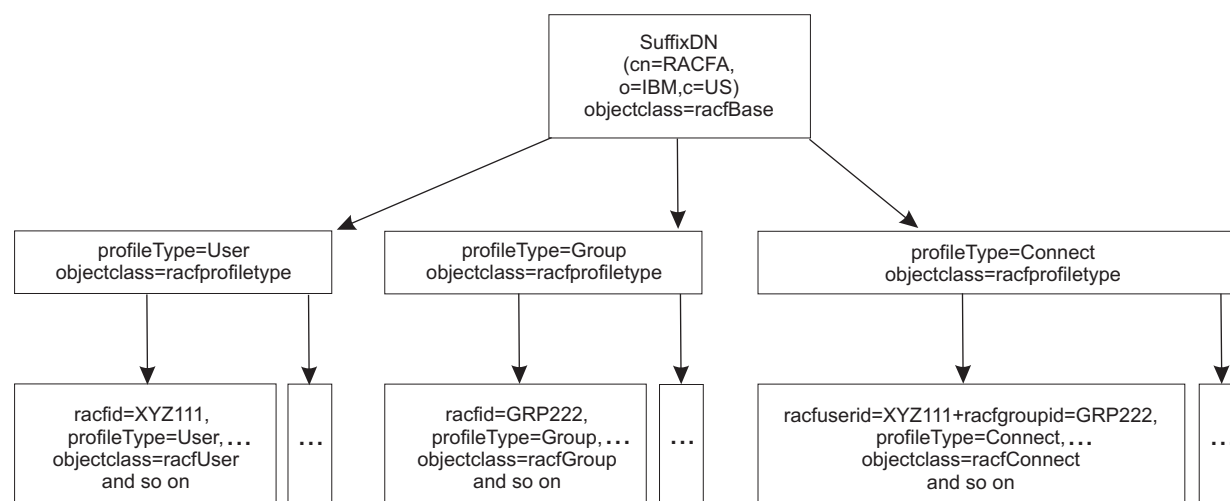 SuffixDN
(cn=RACFA,
o=IBM,c=US)
objectclass=racfBase
profileType=User
objectclass=racfprofiletype
profileType=Group
objectclass=racfprofiletype
profileType=Connect
objectclass=racfprofiletype
racfid=XYZ111,
profileType=User,...
objectclass=racfUser
and so on
...
racfid=GRP222,
profileType=Group,...
objectclass=racfGroup
and so on
...
racfuserid=XYZ111+racfgroupid=GRP222,
profileType=Connect,...
objectclass=racfConnect
and so on
...